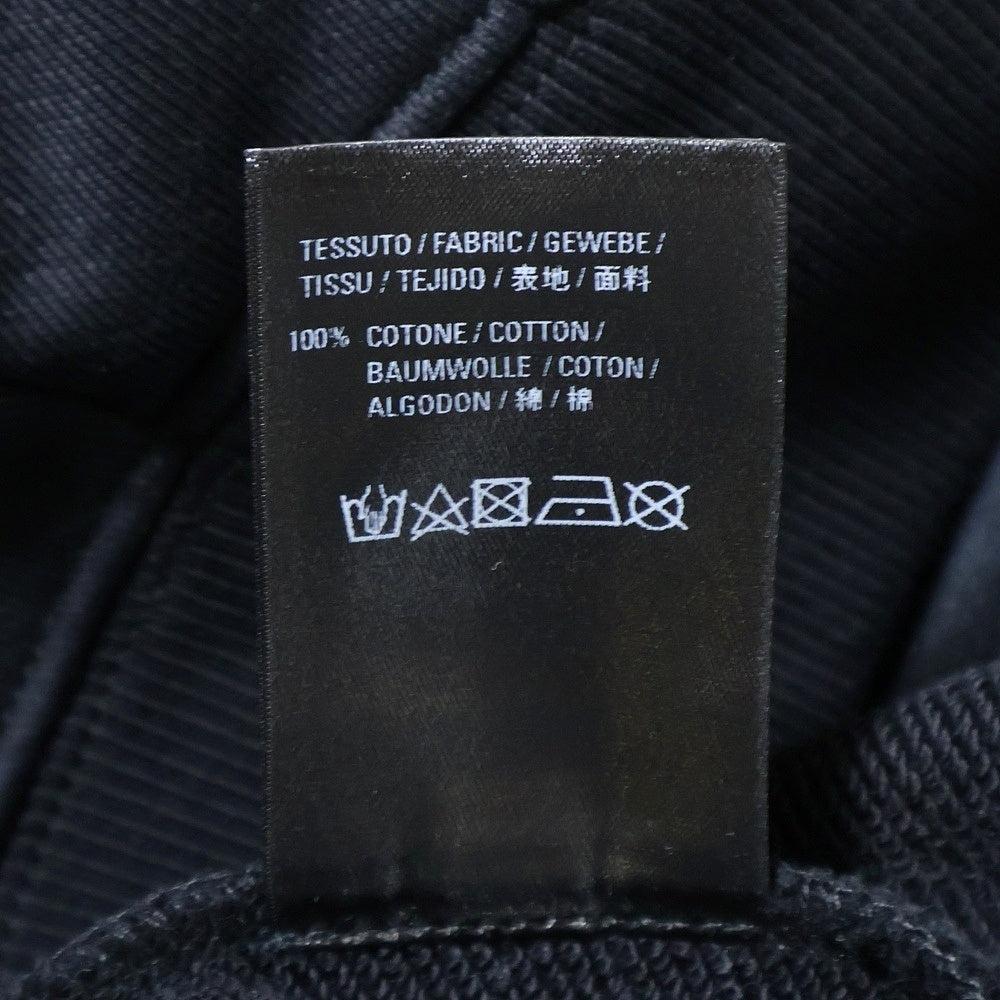 TESSUTO / FABRIC / GEWEBE /
TISSU / TEJIDO / 表地 / 面料
100% COTONE / COTTON /
BAUMWOLLE / COTON /
ALGODON / 綿 / 棉